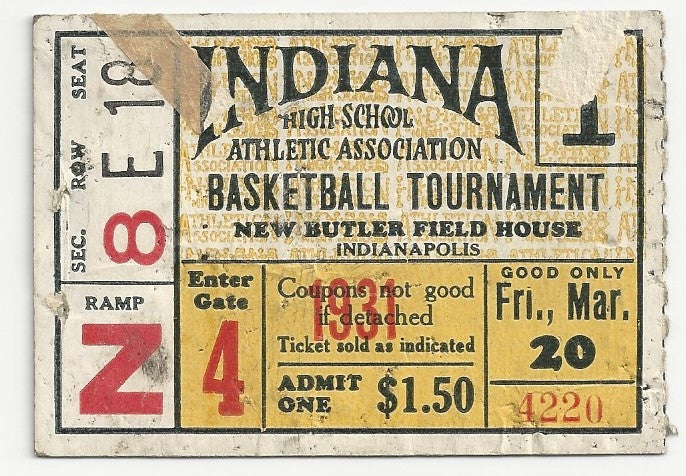 SEC. ROW SEAT
8 E 18
RAMP
Z
INDIANA
HIGH SCHOOL
ATHLETIC ASSOCIATION
BASKETBALL TOURNAMENT
NEW BUTLER FIELD HOUSE
INDIANAPOLIS
1
Enter
Gate
4
1931
Coupons not good
if detached
Ticket sold as indicated
ADMIT
ONE
$1.50
GOOD ONLY
Fri., Mar.
20
4220